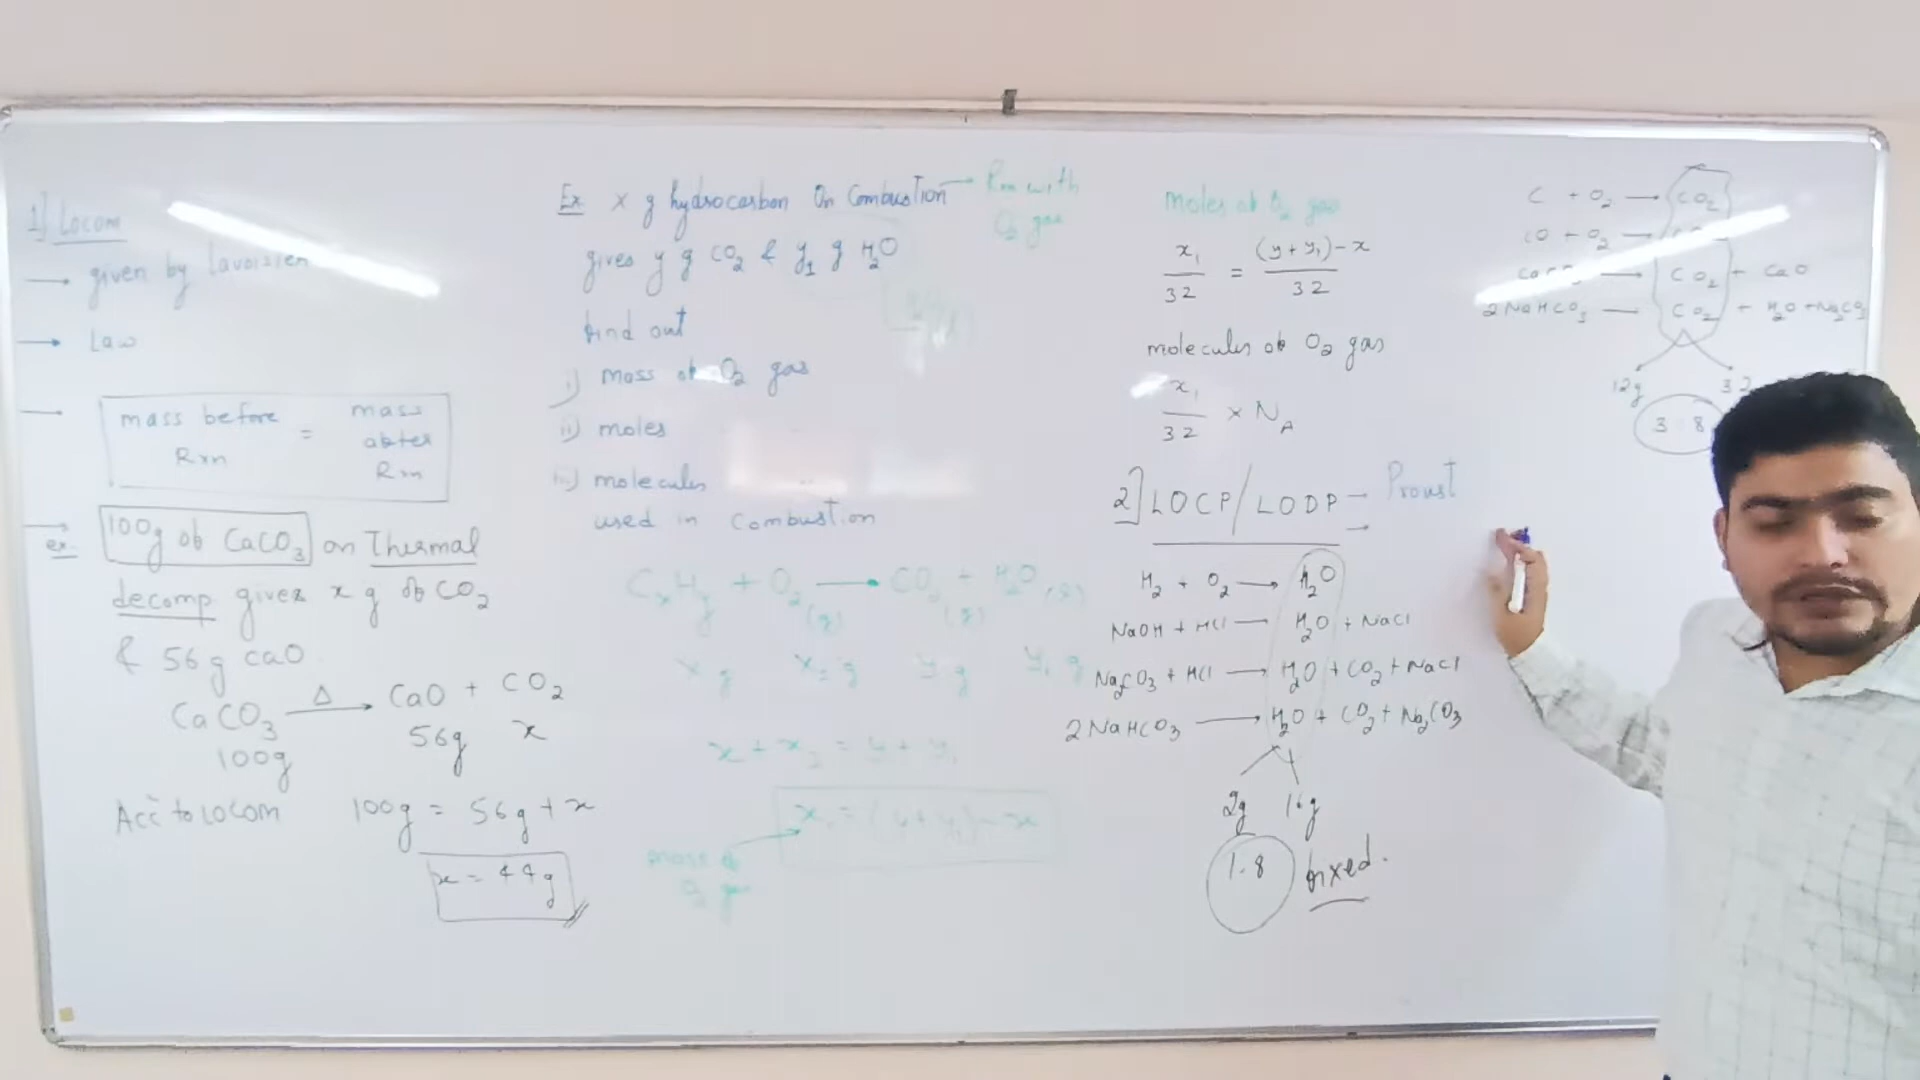 1] Locom
→ given by Lavoisier
→ Law
→ mass before Rxn = mass after Rxn
→ ex. 100g of CaCO₃ on Thermal
decomp gives x g of CO₂
& 56g CaO
CaCO₃ —Δ→ CaO + CO₂
100g 56g x
Acc to LOCOM 100g = 56g + x
x = 44g
Ex x g hydrocarbon On Combustion → Rxn with
O₂ gas
gives y g CO₂ & y₁ g H₂O
find out
i) mass of O₂ gas
ii) moles
iii) molecules
used in Combustion
CₓHᵧ + O₂ (g) → CO₂ (g) + H₂O (g)
x g x₁ g y g y₁ g
x + x₁ = y + y₁
x₁ = (y + y₁) - x
mass of
O₂ gas
moles of O₂ gas
x₁/32 = (y + y₁) - x/32
molecules of O₂ gas
x₁/32 × N_A
2] LOCP/LODP → Proust
→
H₂ + O₂ → H₂O
NaOH + HCl → H₂O + NaCl
Na₂CO₃ + HCl → H₂O + CO₂ + NaCl
2NaHCO₃ → H₂O + CO₂ + Na₂CO₃
2g 16g
1.8 fixed.
C + O₂ → CO₂
CO + O₂ →
→ CO₂ + CaO
2NaHCO₃ — CO₂ + H₂O + Na₂CO₃
12g 32
3 8